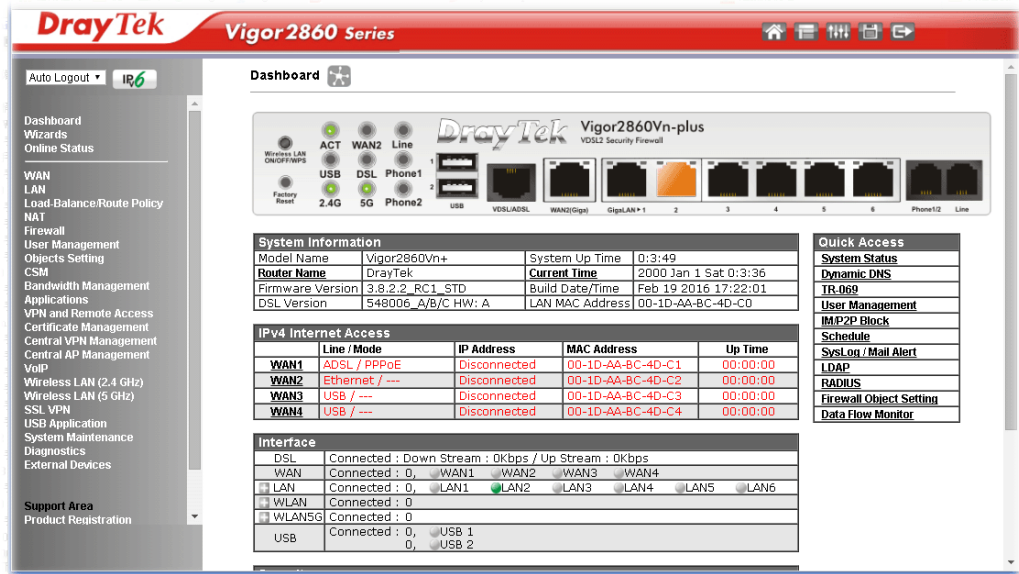 DrayTek Vigor2860 Series
Auto Logout IPv6
Dashboard
Wizards
Online Status
WAN
LAN
Load-Balance/Route Policy
NAT
Firewall
User Management
Objects Setting
CSM
Bandwidth Management
Applications
VPN and Remote Access
Certificate Management
Central VPN Management
Central AP Management
VoIP
Wireless LAN (2.4 GHz)
Wireless LAN (5 GHz)
SSL VPN
USB Application
System Maintenance
Diagnostics
External Devices
Support Area
Product Registration
Dashboard
Wireless LAN
ON/OFF/WPS
Factory
Reset
ACT WAN2 Line
USB DSL Phone1
2.4G 5G Phone2
DrayTek Vigor2860Vn-plus
VDSL2 Security Firewall
1
2
USB VDSL/ADSL WAN2(Giga) GigaLAN 1 2 3 4 5 6 Phone1/2 Line
System Information
Model Name Vigor2860Vn+ System Up Time 0:3:49
Router Name DrayTek Current Time 2000 Jan 1 Sat 0:3:36
Firmware Version 3.8.2.2_RC1_STD Build Date/Time Feb 19 2016 17:22:01
DSL Version 548006_A/B/C HW: A LAN MAC Address 00-1D-AA-BC-4D-C0
IPv4 Internet Access
Line / Mode IP Address MAC Address Up Time
WAN1 ADSL / PPPoE Disconnected 00-1D-AA-BC-4D-C1 00:00:00
WAN2 Ethernet / --- Disconnected 00-1D-AA-BC-4D-C2 00:00:00
WAN3 USB / --- Disconnected 00-1D-AA-BC-4D-C3 00:00:00
WAN4 USB / --- Disconnected 00-1D-AA-BC-4D-C4 00:00:00
Interface
DSL Connected : Down Stream : 0Kbps / Up Stream : 0Kbps
WAN Connected : 0, WAN1 WAN2 WAN3 WAN4
LAN Connected : 0, LAN1 LAN2 LAN3 LAN4 LAN5 LAN6
WLAN Connected : 0
WLAN5G Connected : 0
USB Connected : 0, USB 1
0, USB 2
Quick Access
System Status
Dynamic DNS
TR-069
User Management
IM/P2P Block
Schedule
SysLog / Mail Alert
LDAP
RADIUS
Firewall Object Setting
Data Flow Monitor